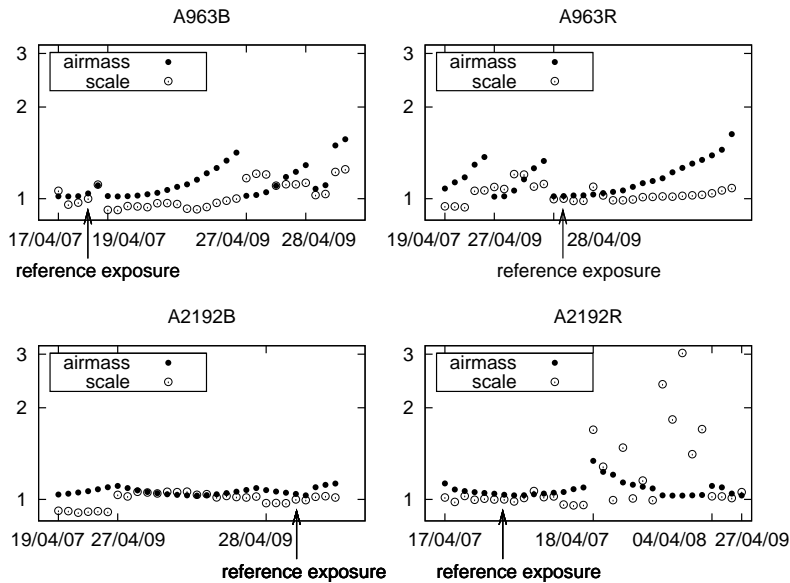 A963B
3
2
1
airmass
scale
17/04/07 19/04/07 27/04/09 28/04/09
reference exposure
A963R
3
2
1
airmass
scale
19/04/07 27/04/09 28/04/09
reference exposure
A2192B
3
2
1
airmass
scale
19/04/07 27/04/09 28/04/09
reference exposure
A2192R
3
2
1
airmass
scale
17/04/07 18/04/07 04/04/08 27/04/09
reference exposure